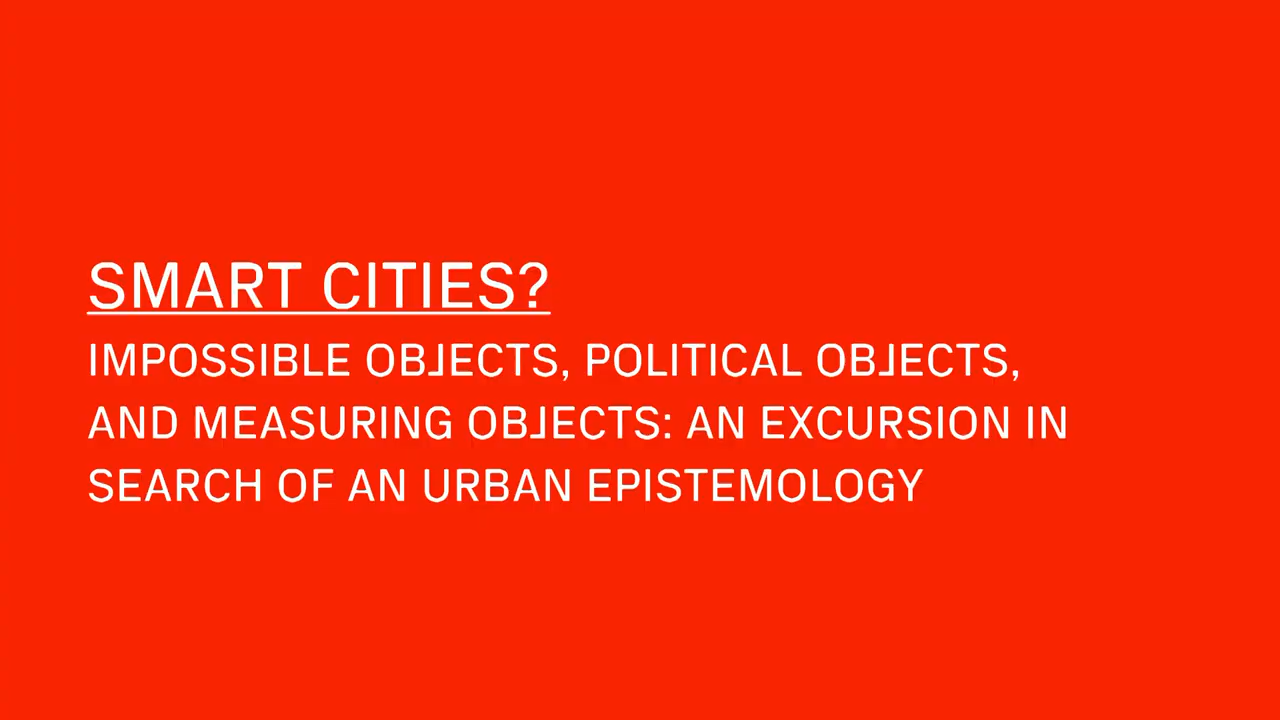 SMART CITIES?
IMPOSSIBLE OBJECTS, POLITICAL OBJECTS,
AND MEASURING OBJECTS: AN EXCURSION IN
SEARCH OF AN URBAN EPISTEMOLOGY